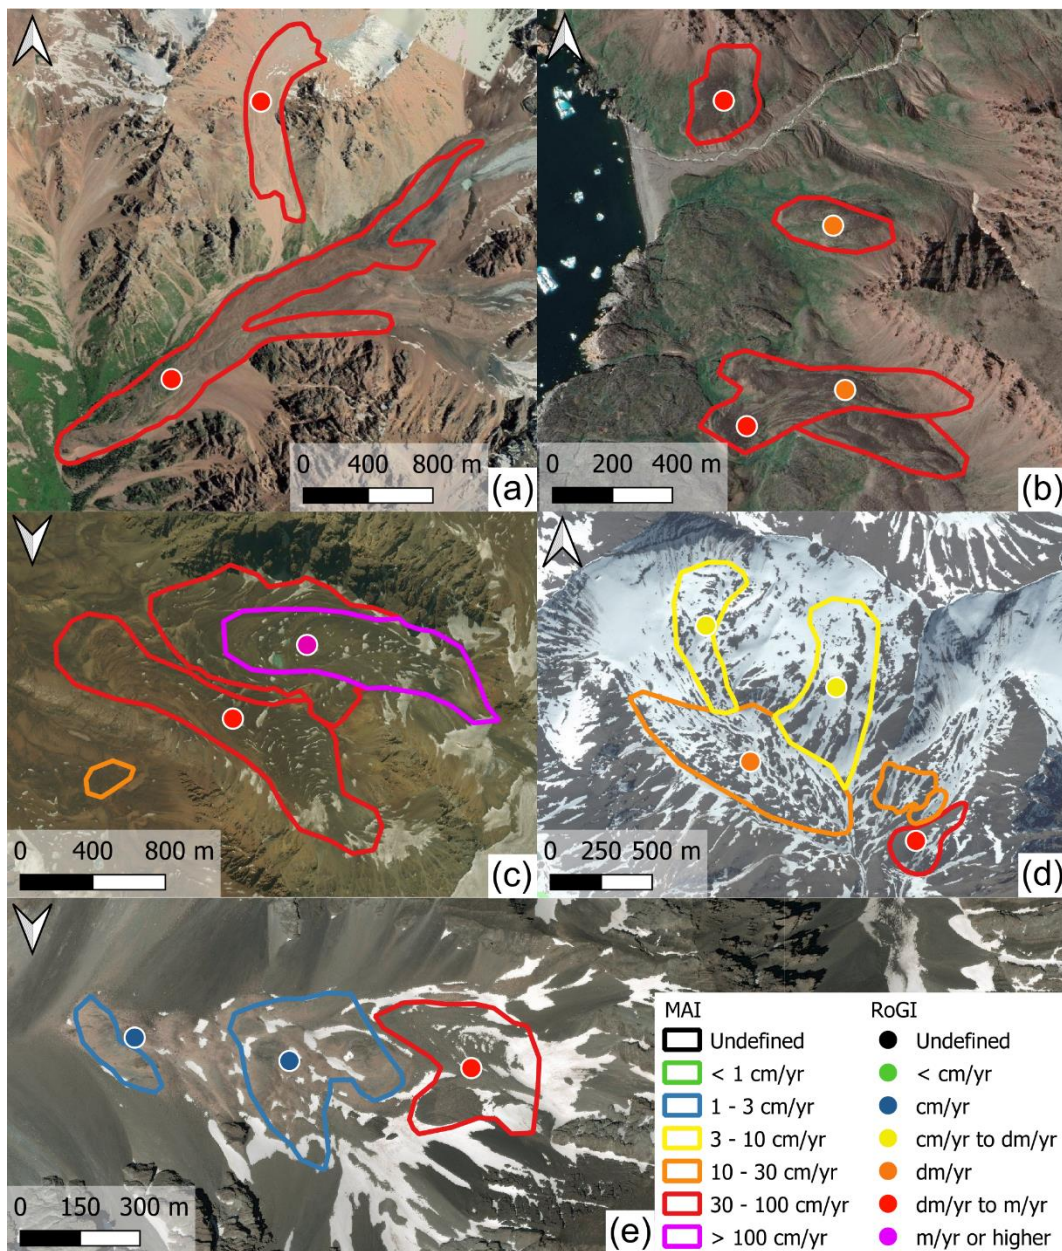 0 400 800 m
(a)
0 200 400 m
(b)
0 400 800 m
(c)
0 250 500 m
(d)
0 150 300 m
(e)
MAI RoGI
Undefined Undefined
< 1 cm/yr < cm/yr
1 - 3 cm/yr cm/yr
3 - 10 cm/yr cm/yr to dm/yr
10 - 30 cm/yr dm/yr
30 - 100 cm/yr dm/yr to m/yr
> 100 cm/yr m/yr or higher